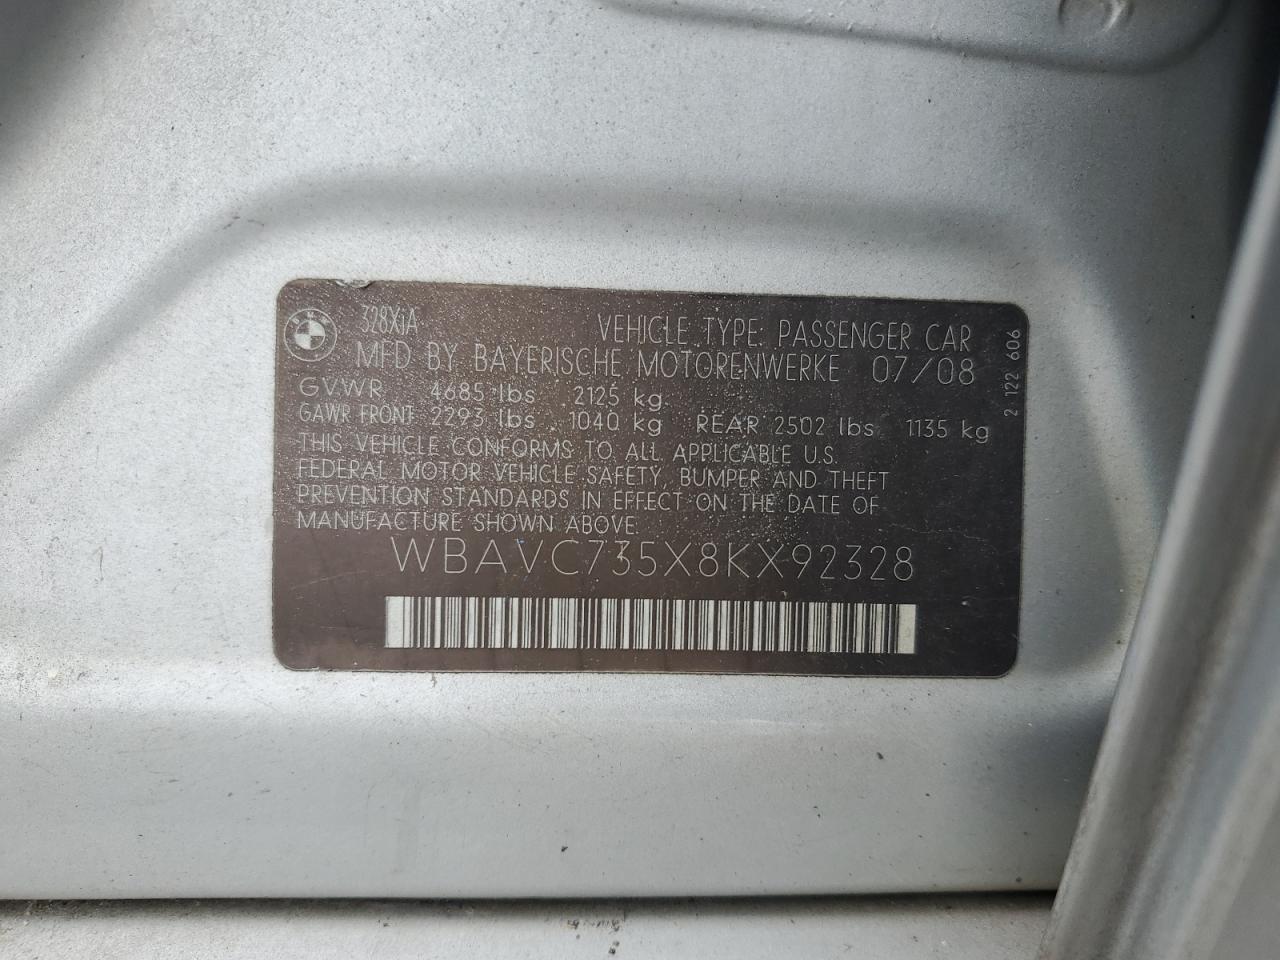 328XiA
VEHICLE TYPE: PASSENGER CAR
MFD BY BAYERISCHE MOTORENWERKE 07/08
GVWR 4685 lbs 2125 kg
GAWR FRONT 2293 lbs 1040 kg REAR 2502 lbs 1135 kg
THIS VEHICLE CONFORMS TO ALL APPLICABLE U.S.
FEDERAL MOTOR VEHICLE SAFETY, BUMPER AND THEFT
PREVENTION STANDARDS IN EFFECT ON THE DATE OF
MANUFACTURE SHOWN ABOVE.
WBAVC735X8KX92328
2 122 606